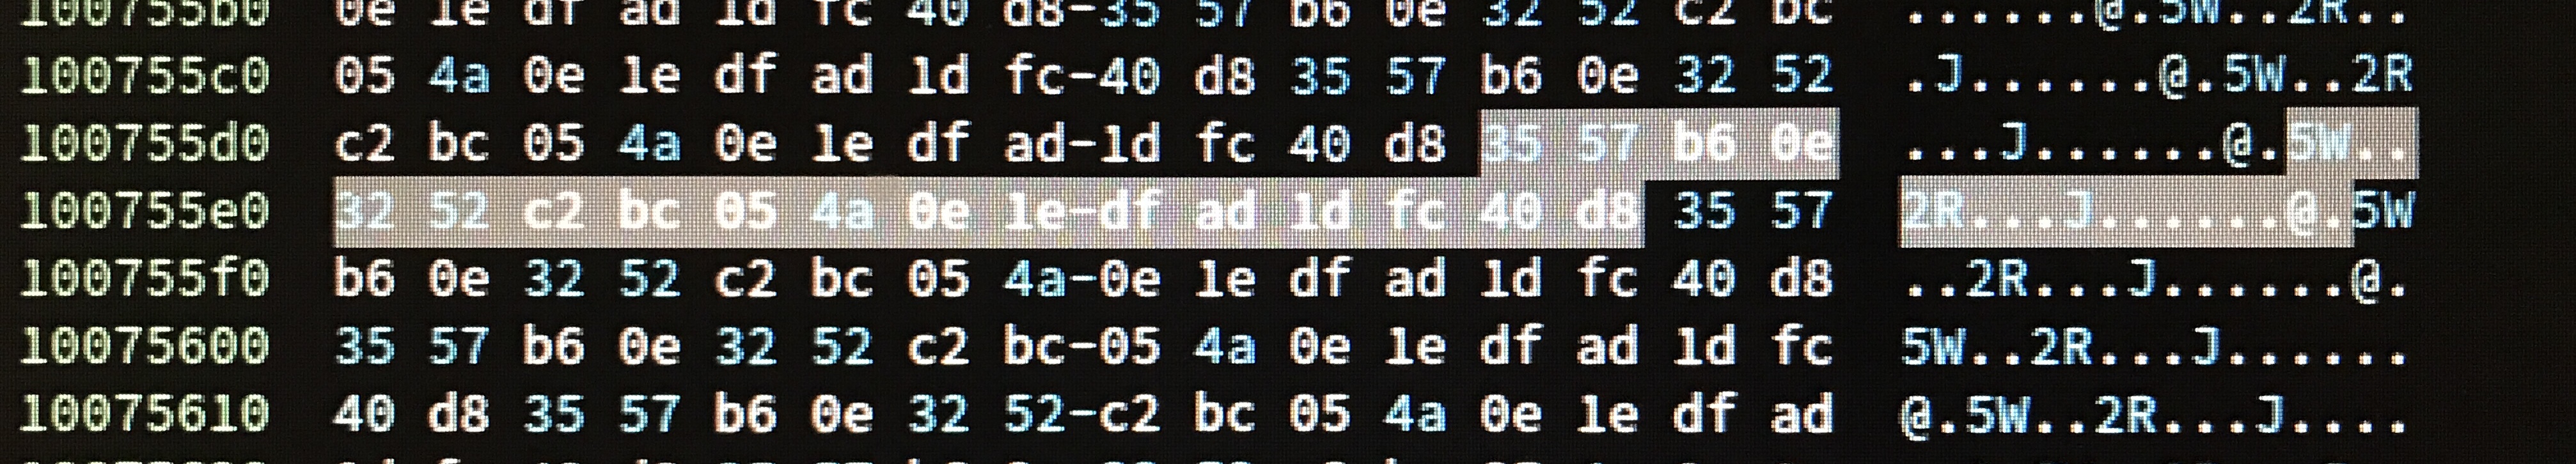 100755b0 0e 1e df ad 1d fc 40 d8-35 57 b6 0e 32 52 c2 bc ......@.5W..2R..
100755c0 05 4a 0e 1e df ad 1d fc-40 d8 35 57 b6 0e 32 52 .J......@.5W..2R
100755d0 c2 bc 05 4a 0e 1e df ad-1d fc 40 d8 35 57 b6 0e ...J......@.5W..
100755e0 32 52 c2 bc 05 4a 0e 1e-df ad 1d fc 40 d8 35 57 2R...J......@.5W
100755f0 b6 0e 32 52 c2 bc 05 4a-0e 1e df ad 1d fc 40 d8 ..2R...J......@.
10075600 35 57 b6 0e 32 52 c2 bc-05 4a 0e 1e df ad 1d fc 5W..2R...J......
10075610 40 d8 35 57 b6 0e 32 52-c2 bc 05 4a 0e 1e df ad @.5W..2R...J....